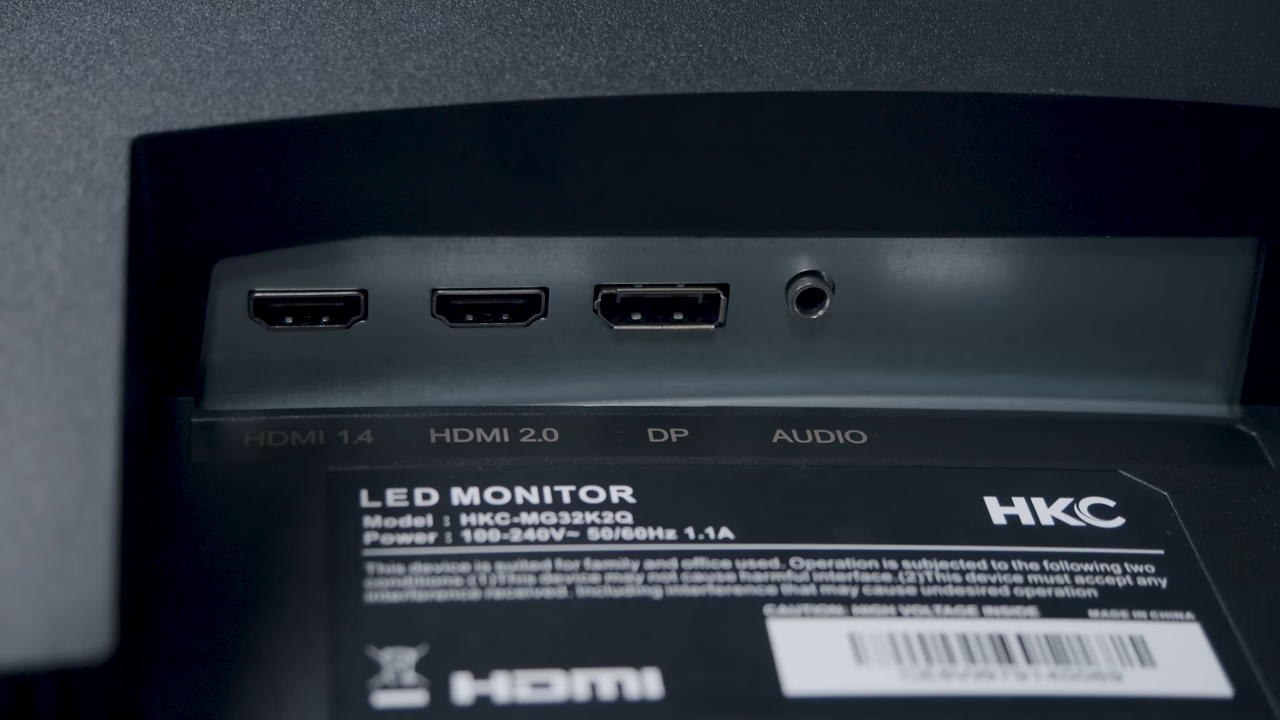 HDMI 1.4 HDMI 2.0 DP AUDIO
LED MONITOR
HKC
Model : HKC-MG32K2Q
Power : 100-240V~ 50/60Hz 1.1A
This device is suited for family and office used. Operation is subjected to the following two
conditions (1)This device may not cause harmful interface.(2)This device must accept any
interference received. Including interference that may cause undesired operation
CAUTION: HIGH VOLTAGE INSIDE MADE IN CHINA
HDMI